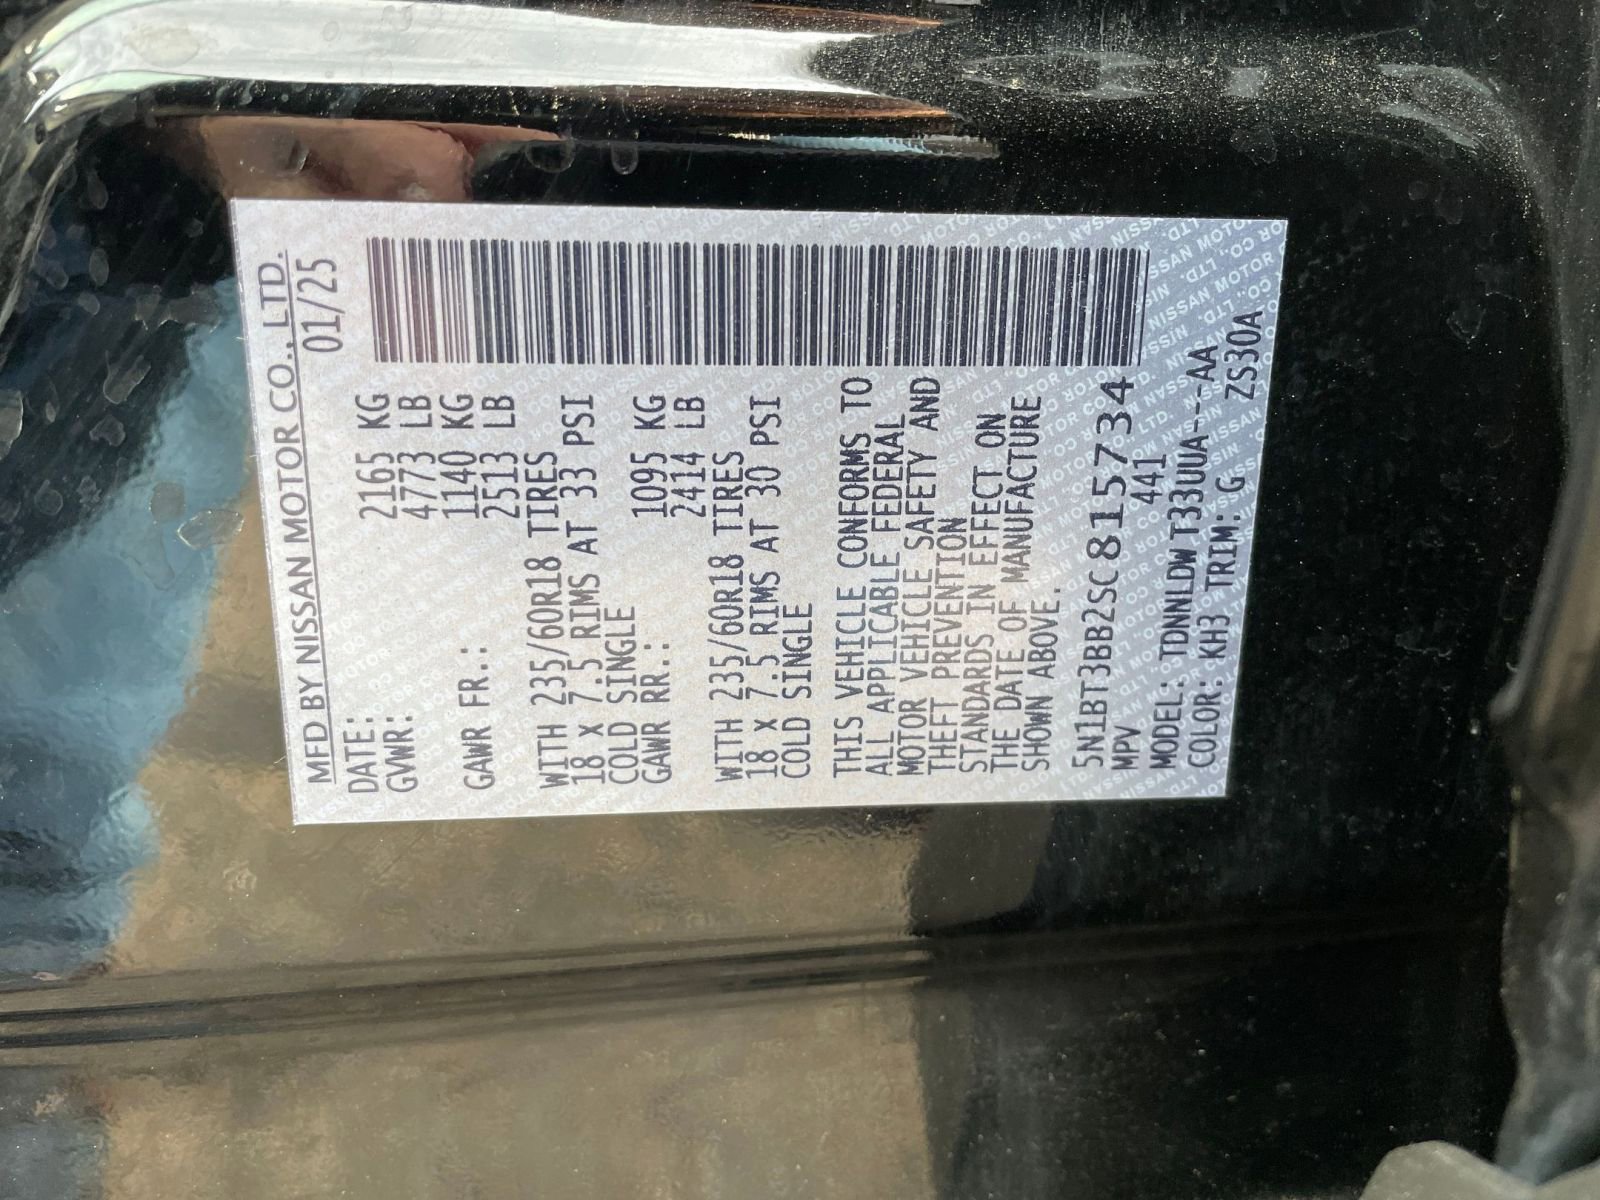 MFD BY NISSAN MOTOR CO., LTD.
DATE: 01/25
GVWR: 2165 KG
4773 LB
GAWR FR.: 1140 KG
2513 LB
WITH 235/60R18 TIRES
18 X 7.5 RIMS AT 33 PSI
COLD SINGLE
GAWR RR.: 1095 KG
2414 LB
WITH 235/60R18 TIRES
18 X 7.5 RIMS AT 30 PSI
COLD SINGLE
THIS VEHICLE CONFORMS TO
ALL APPLICABLE FEDERAL
MOTOR VEHICLE SAFETY AND
THEFT PREVENTION
STANDARDS IN EFFECT ON
THE DATE OF MANUFACTURE
SHOWN ABOVE.
5N1BT3BB2SC815734
MPV 441
MODEL: TDNNLDWT33UUA---AA
COLOR: KH3 TRIM: G ZS30A